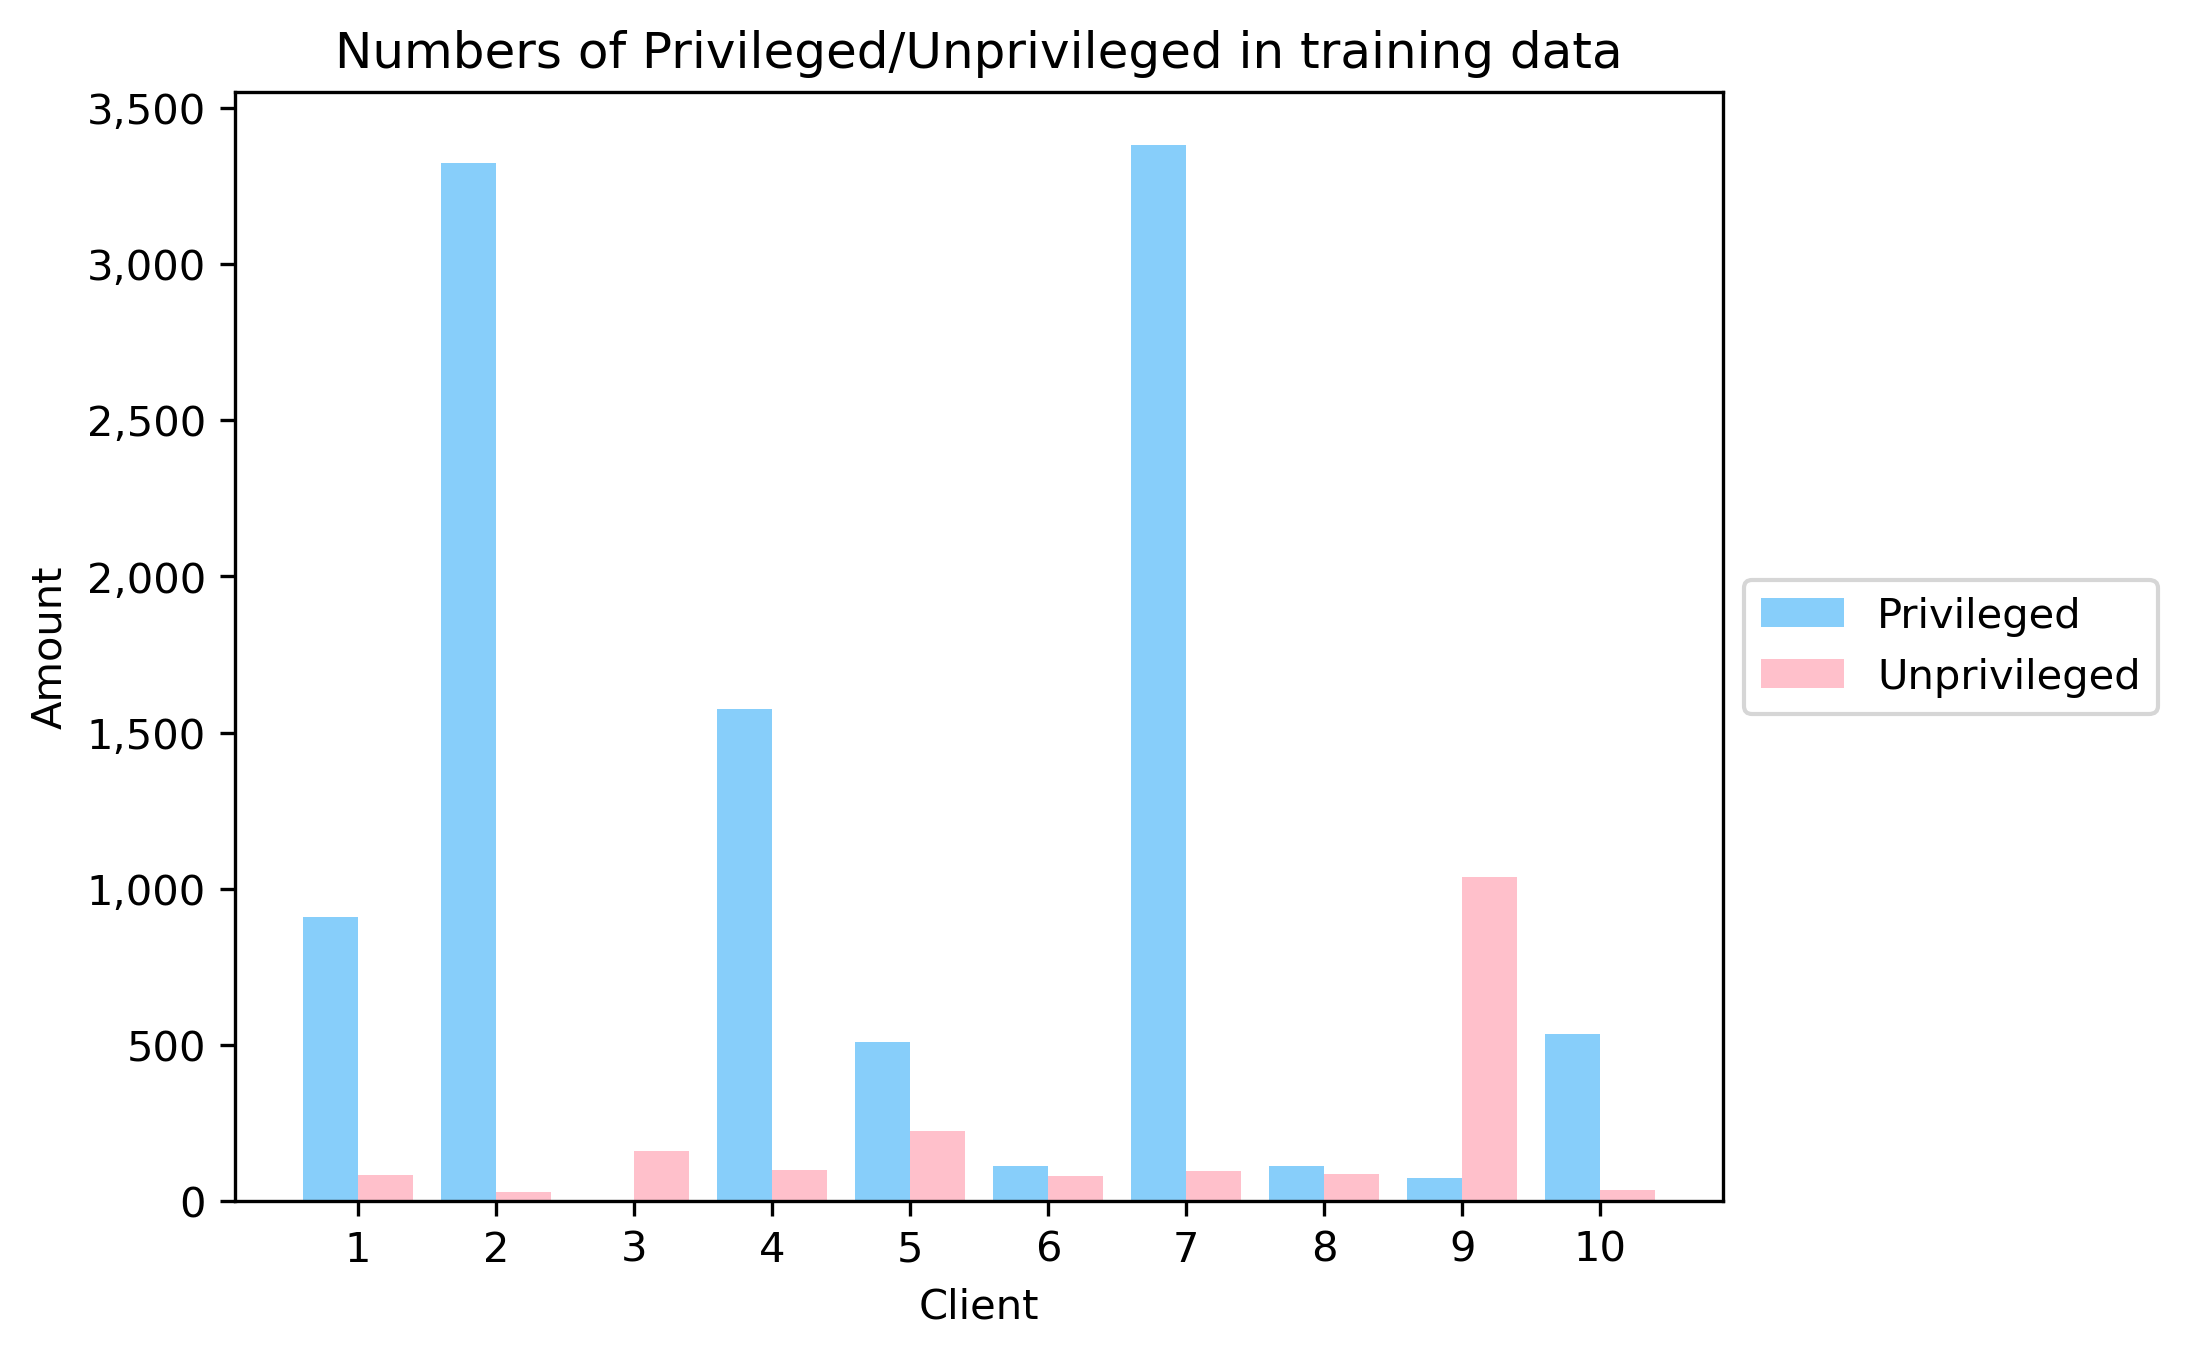 Numbers of Privileged/Unprivileged in training data
3,500
3,000
2,500
2,000
1,500
1,000
500
0
Amount
1 2 3 4 5 6 7 8 9 10
Client
Privileged
Unprivileged